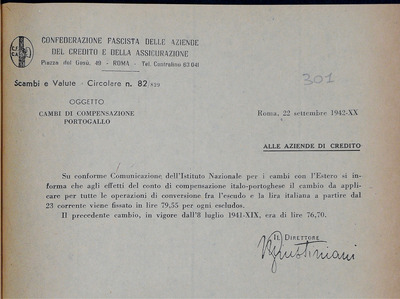 CONFEDERAZIONE FASCISTA DELLE AZIENDE
DEL CREDITO E DELLA ASSICURAZIONE
Piazza del Gesù, 49 - ROMA - Tel. Centralino 62041
Scambi e Valute - Circolare n. 82/
301
OGGETTO
CAMBI DI COMPENSAZIONE
PORTOGALLO
Roma, 22 settembre 1942-XX
ALLE AZIENDE DI CREDITO
Su conforme Comunicazione dell'Istituto Nazionale per i cambi con l'Estero si in-
forma che agli effetti del conto di compensazione italo-portoghese il cambio da appli-
care per tutte le operazioni di conversione fra l'escudo e la lira italiana a partire dal
23 corrente viene fissato in lire 79,55 per ogni escludos.
Il precedente cambio, in vigore dall'8 luglio 1941-XIX, era di lire 76,70.
IL DIRETTORE
Giustiniani